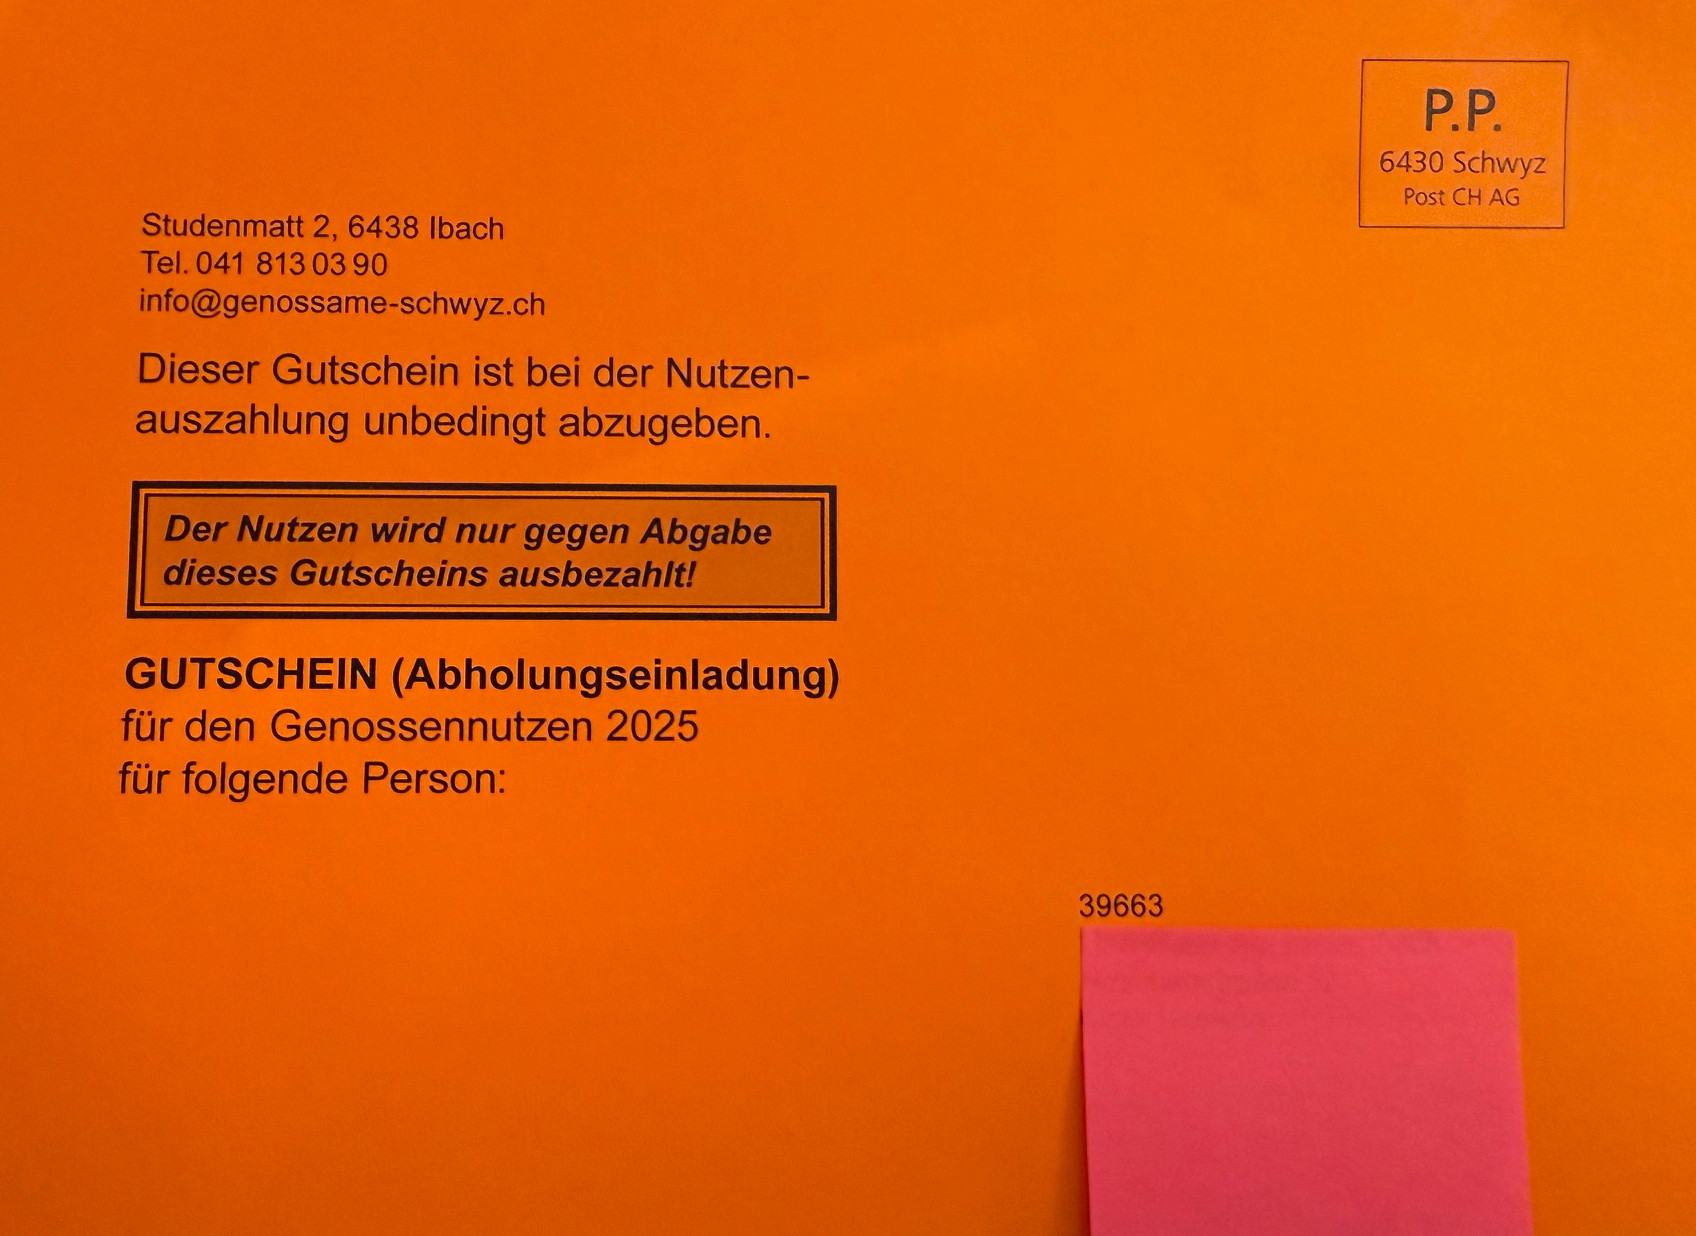 P.P.
6430 Schwyz
Post CH AG
Studenmatt 2, 6438 Ibach
Tel. 041 813 03 90
info@genossame-schwyz.ch
Dieser Gutschein ist bei der Nutzen-
auszahlung unbedingt abzugeben.
Der Nutzen wird nur gegen Abgabe
dieses Gutscheins ausbezahlt!
GUTSCHEIN (Abholungseinladung)
für den Genossennutzen 2025
für folgende Person:
39663